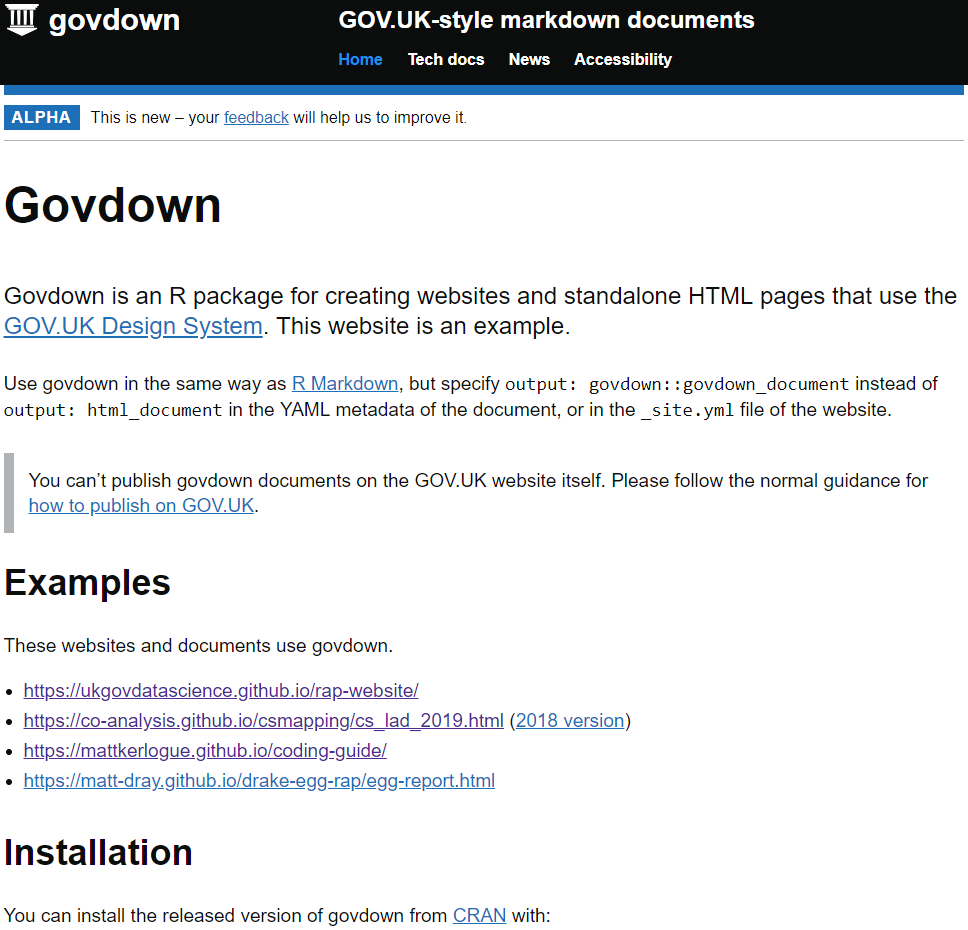 govdown
GOV.UK-style markdown documents
Home Tech docs News Accessibility
ALPHA This is new – your feedback will help us to improve it.
Govdown
Govdown is an R package for creating websites and standalone HTML pages that use the
GOV.UK Design System. This website is an example.
Use govdown in the same way as R Markdown, but specify output: govdown::govdown_document instead of
output: html_document in the YAML metadata of the document, or in the _site.yml file of the website.
You can’t publish govdown documents on the GOV.UK website itself. Please follow the normal guidance for
how to publish on GOV.UK.
Examples
These websites and documents use govdown.
• https://ukgovdatascience.github.io/rap-website/
• https://co-analysis.github.io/csmapping/cs_lad_2019.html (2018 version)
• https://mattkerlogue.github.io/coding-guide/
• https://matt-dray.github.io/drake-egg-rap/egg-report.html
Installation
You can install the released version of govdown from CRAN with: